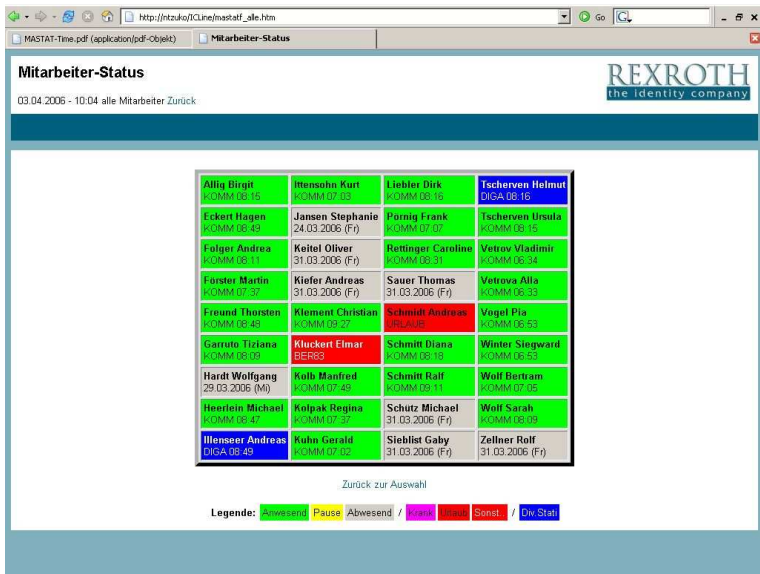 http://ntzuko/ICLine/mastatf_alle.htm Go G
MASTAT-Time.pdf (application/pdf-Objekt) Mitarbeiter-Status
Mitarbeiter-Status
REXROTH
the identity company
03.04.2006 - 10:04 alle Mitarbeiter Zurück
Allig Birgit Ittensohn Kurt Liebler Dirk Tscherven Helmut
KOMM 08:15 KOMM 07:03 KOMM 08:16 DIGA 08:16
Eckert Hagen Jansen Stephanie Pörnig Frank Tscherven Ursula
KOMM 08:49 24.03.2006 (Fr) KOMM 07:07 KOMM 08:15
Folger Andrea Keitel Oliver Rettinger Caroline Vetrov Vladimir
KOMM 08:11 31.03.2006 (Fr) KOMM 08:31 KOMM 06:34
Förster Martin Kiefer Andreas Sauer Thomas Vetrova Alla
KOMM 07:37 31.03.2006 (Fr) 31.03.2006 (Fr) KOMM 06:33
Freund Thorsten Klement Christian Schmidt Andreas Vogel Pia
KOMM 08:48 KOMM 09:27 URLAUB KOMM 06:53
Garruto Tiziana Kluckert Elmar Schmitt Diana Winter Siegward
KOMM 08:09 BER83 KOMM 08:18 KOMM 06:53
Hardt Wolfgang Kolb Manfred Schmitt Ralf Wolf Bertram
29.03.2006 (Mi) KOMM 07:49 KOMM 09:11 KOMM 07:05
Heerlein Michael Kolpak Regina Schütz Michael Wolf Sarah
KOMM 08:47 KOMM 07:37 31.03.2006 (Fr) KOMM 08:09
Illenseer Andreas Kuhn Gerald Sieblist Gaby Zellner Rolf
DIGA 08:49 KOMM 07:02 31.03.2006 (Fr) 31.03.2006 (Fr)
Zurück zur Auswahl
Legende: Anwesend Pause Abwesend / Krank Urlaub Sonst.. / Div.Stati